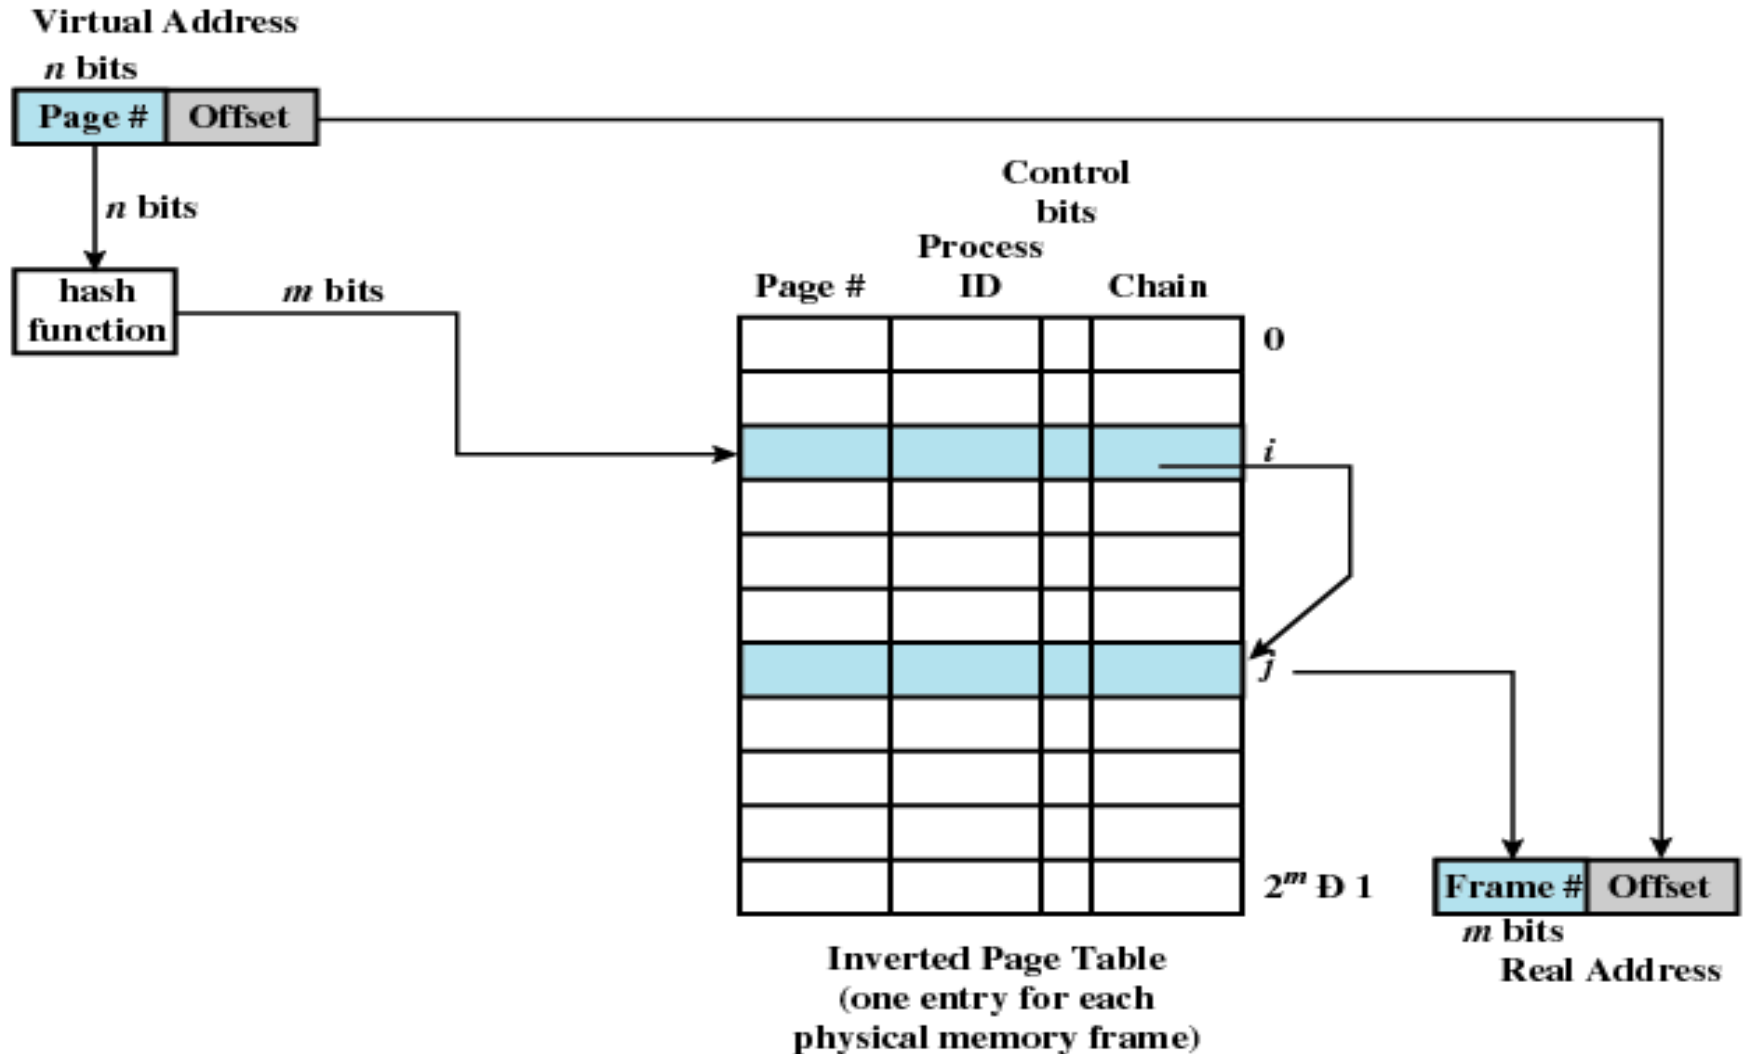 Virtual Address
n bits
Page # Offset
n bits
hash
function
m bits
Control
bits
Process
Page # ID Chain
0
i
j
2^m Đ 1
Frame # Offset
m bits
Real Address
Inverted Page Table
(one entry for each
physical memory frame)